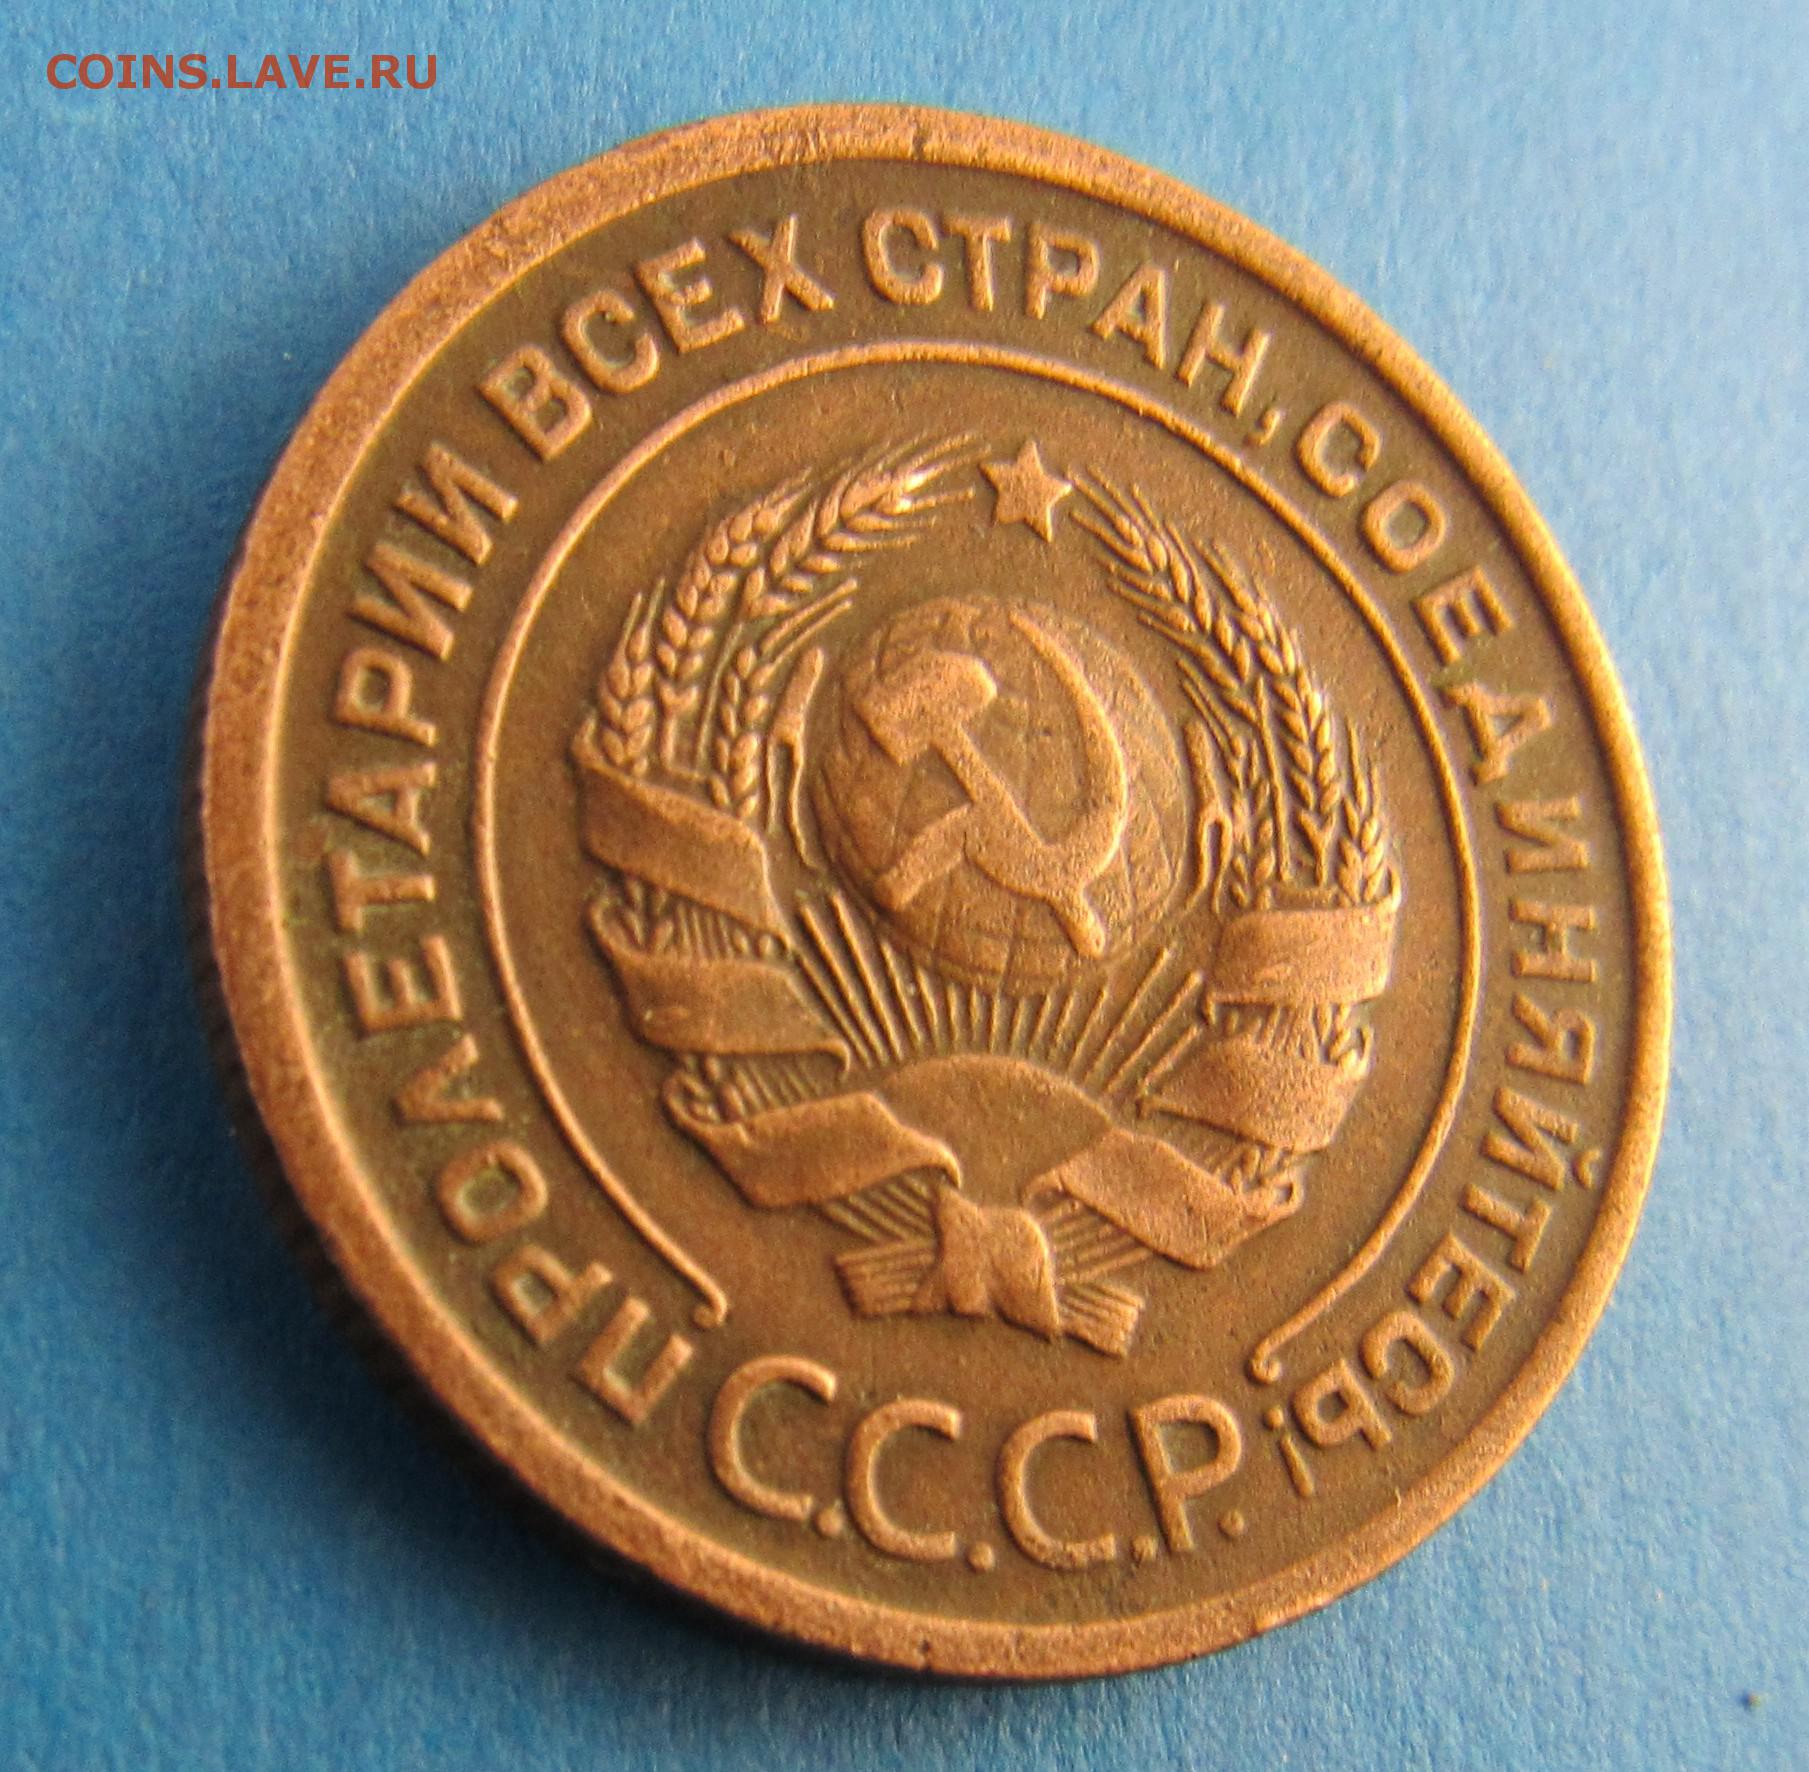 COINS.LAVE.RU
ПРОЛЕТАРИИ ВСЕХ СТРАН, СОЕДИНЯЙТЕСЬ!
С.С.С.Р.